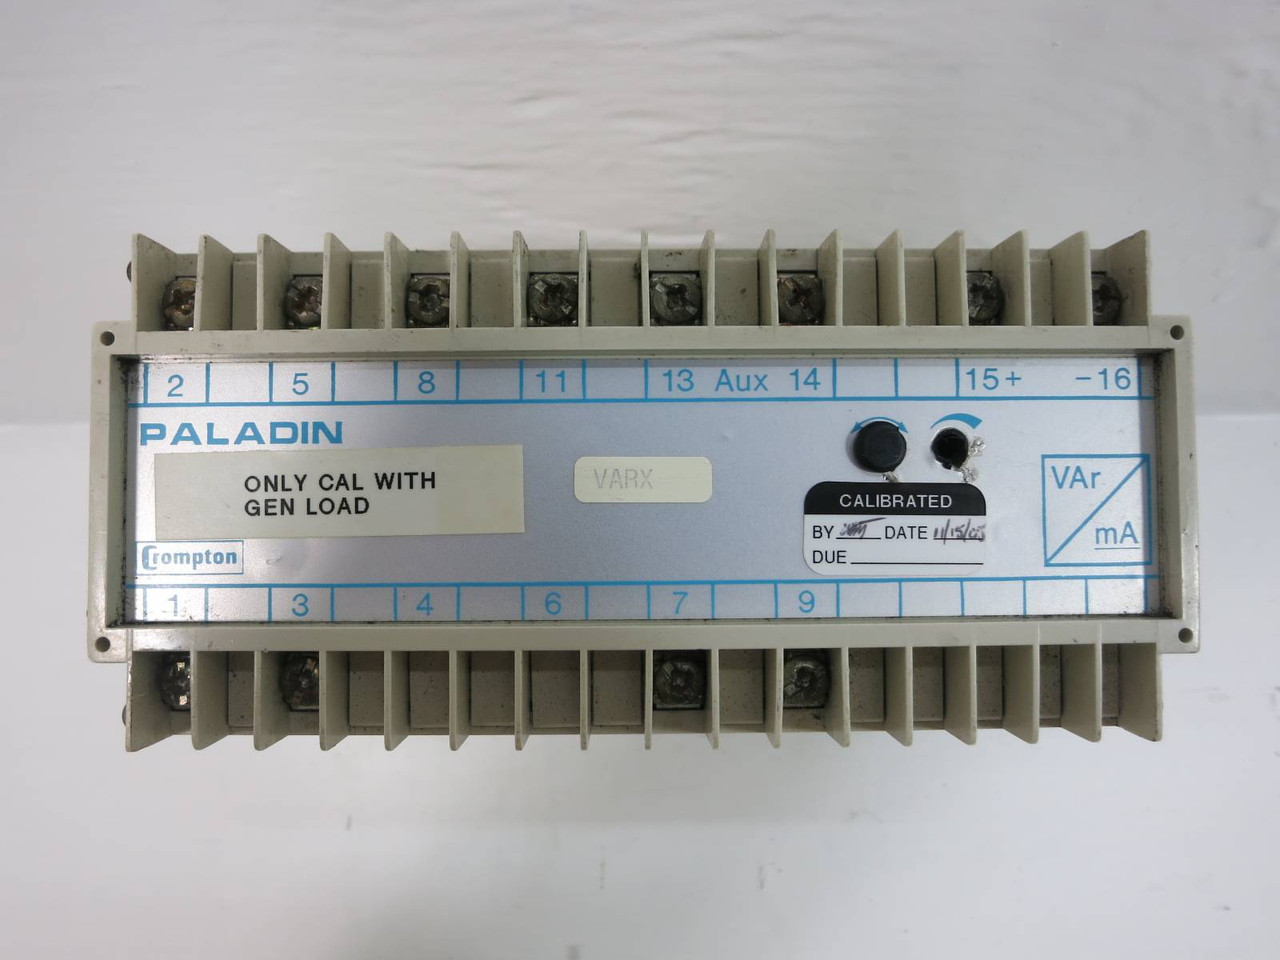 2 5 8 11 13 Aux 14 15+ -16
PALADIN
ONLY CAL WITH
GEN LOAD
VARX
CALIBRATED
BY DATE 11/15/05
DUE
VAr
mA
Crompton
1 3 4 6 7 9